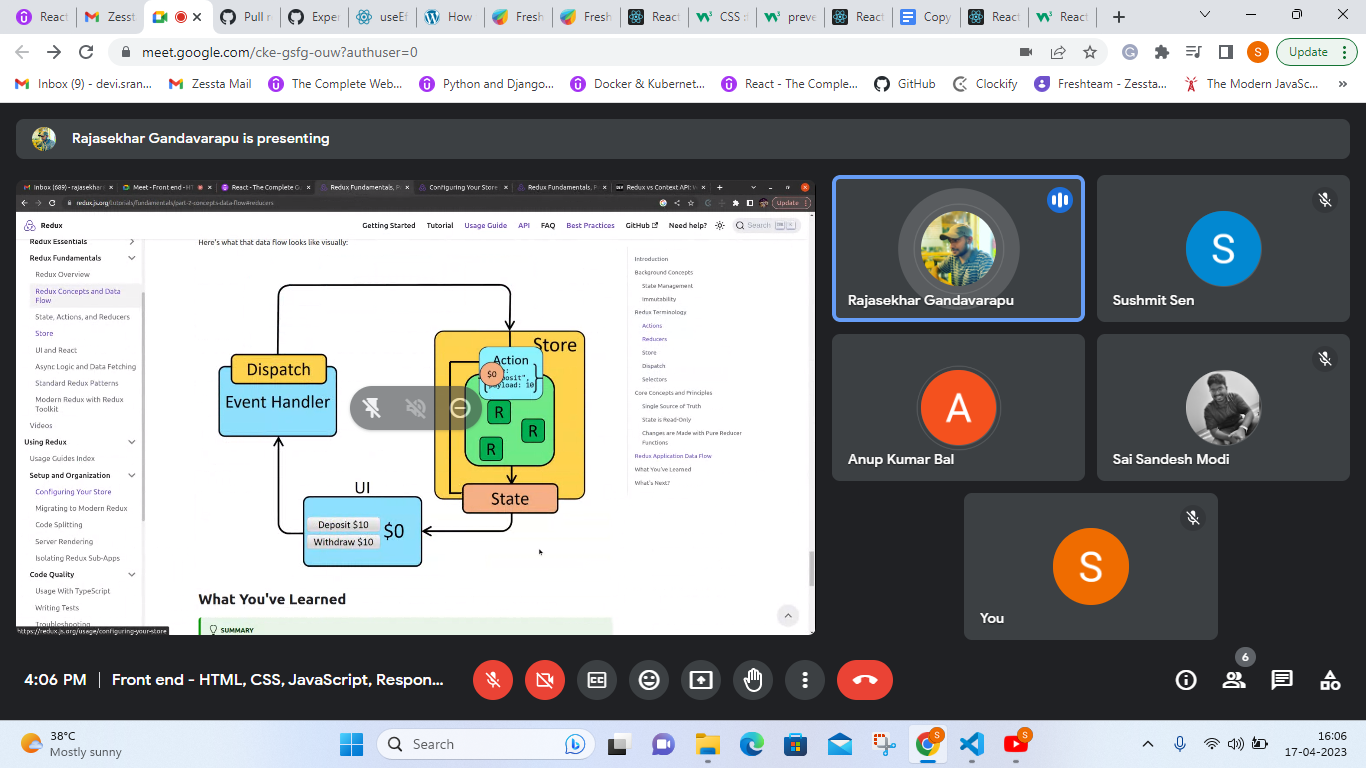 React
Zessta
Pull r
Exper
useEf
How
Fresh
Fresh
React
CSS :
preve
React
Copy
React
React
meet.google.com/cke-gsfg-ouw?authuser=0
S
Update
Inbox (9) - devi.sran...
Zessta Mail
The Complete Web...
Python and Django...
Docker & Kubernet...
React - The Comple...
GitHub
Clockify
Freshteam - Zessta...
The Modern JavaSc...
Rajasekhar Gandavarapu is presenting
Inbox (689) - rajasekhar
Meet - Front end - HT
React - The Complete G
Redux Fundamentals, P
Configuring Your Store
Redux Fundamentals, P
Redux vs Context API:
redux.js.org/tutorials/fundamentals/part-2-concepts-data-flow#reducers
Update
Redux
Getting Started
Tutorial
Usage Guide
API
FAQ
Best Practices
GitHub
Need help?
Search
Redux Essentials
Redux Fundamentals
Redux Overview
Redux Concepts and Data
Flow
State, Actions, and Reducers
Store
UI and React
Async Logic and Data Fetching
Standard Redux Patterns
Modern Redux with Redux
Toolkit
Videos
Using Redux
Usage Guides Index
Setup and Organization
Configuring Your Store
Migrating to Modern Redux
Code Splitting
Server Rendering
Isolating Redux Sub-Apps
Code Quality
Usage With TypeScript
Writing Tests
Troubleshooting
https://redux.js.org/usage/configuring-your-store
Here's what that data flow looks like visually:
Dispatch
Event Handler
Store
Action
$0
payload: 10
R
R
R
State
UI
Deposit $10
Withdraw $10
$0
What You've Learned
SUMMARY
Introduction
Background Concepts
State Management
Immutability
Redux Terminology
Actions
Reducers
Store
Dispatch
Selectors
Core Concepts and Principles
Single Source of Truth
State is Read-Only
Changes are Made with Pure Reducer
Functions
Redux Application Data Flow
What You've Learned
What's Next?
Rajasekhar Gandavarapu
S
Sushmit Sen
A
Anup Kumar Bal
Sai Sandesh Modi
S
You
4:06 PM | Front end - HTML, CSS, JavaScript, Respon...
6
38°C
Mostly sunny
Search
16:06
17-04-2023